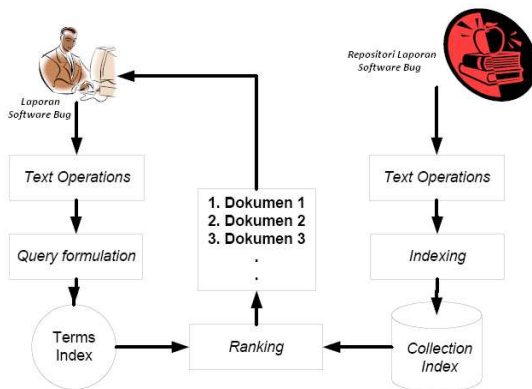 Repositori Laporan
Software Bug
Laporan
Software Bug
Text Operations
Text Operations
1. Dokumen 1
2. Dokumen 2
3. Dokumen 3
.
.
Query formulation
Indexing
Terms
Index
Ranking
Collection
Index